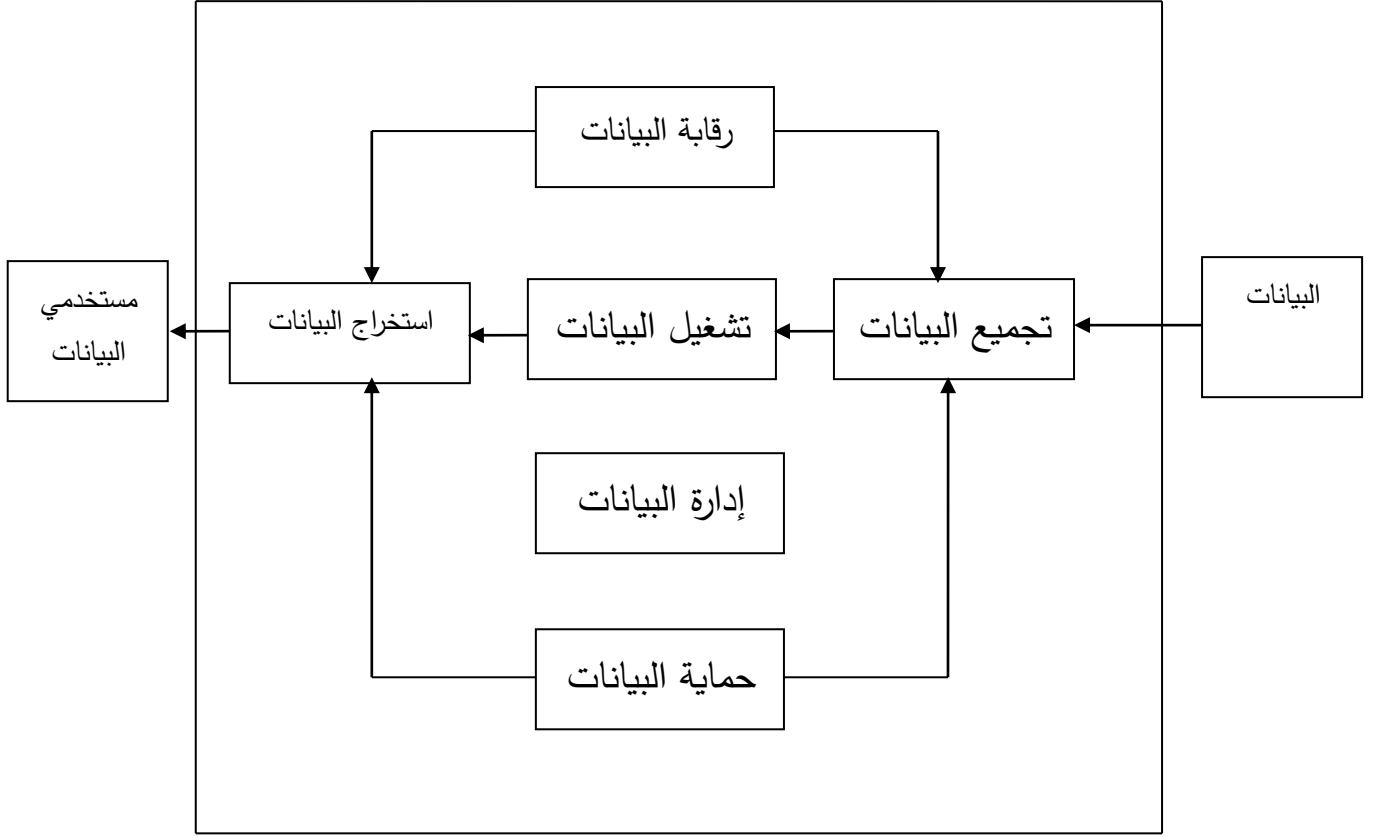 رقابة البيانات
البيانات
تجميع البيانات
تشغيل البيانات
استخراج البيانات
مستخدمي
البيانات
إدارة البيانات
حماية البيانات